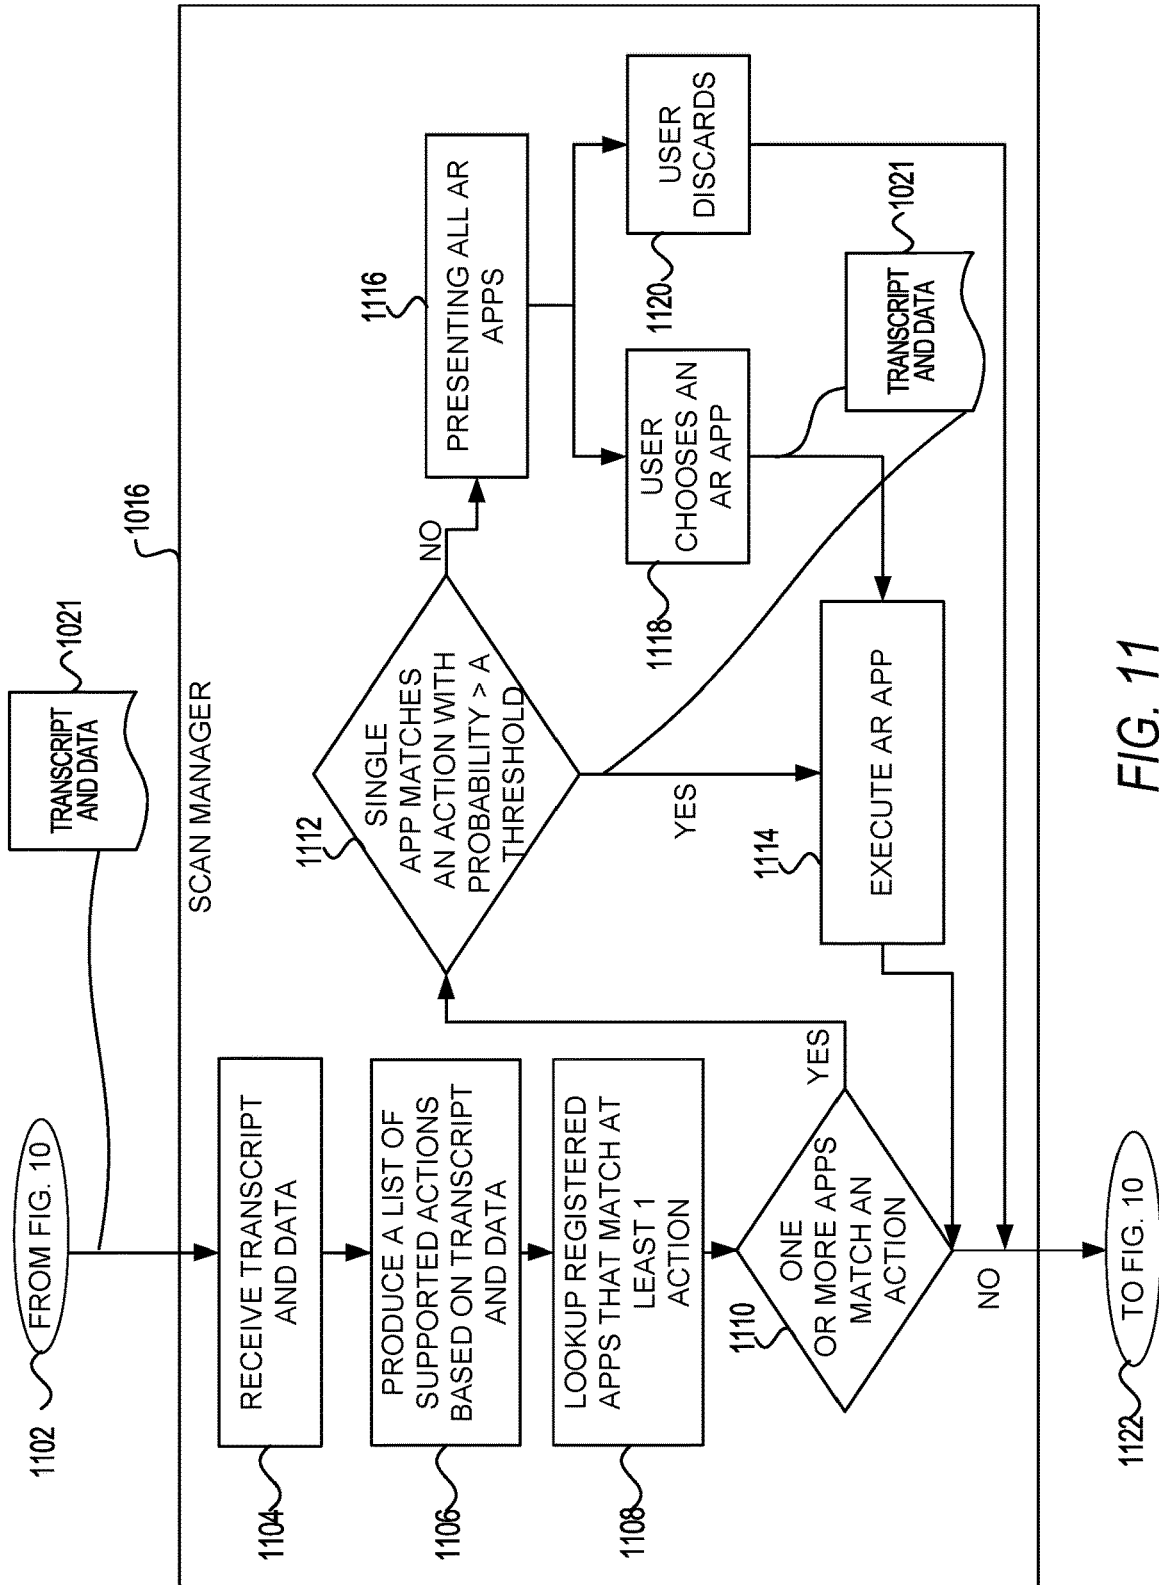 1102
FROM FIG. 10
TRANSCRIPT
AND DATA
1021
1016
SCAN MANAGER
1104
RECEIVE TRANSCRIPT
AND DATA
1106
PRODUCE A LIST OF
SUPPORTED ACTIONS
BASED ON TRANSCRIPT
AND DATA
1108
LOOKUP REGISTERED
APPS THAT MATCH AT
LEAST 1
ACTION
1110
ONE
OR MORE APPS
MATCH AN
ACTION
YES
NO
1112
SINGLE
APP MATCHES
AN ACTION WITH
PROBABILITY > A
THRESHOLD
NO
YES
1116
PRESENTING ALL AR
APPS
1118
USER
CHOOSES AN
AR APP
1120
USER
DISCARDS
TRANSCRIPT
AND DATA
1021
1114
EXECUTE AR APP
1122
TO FIG. 10
FIG. 11